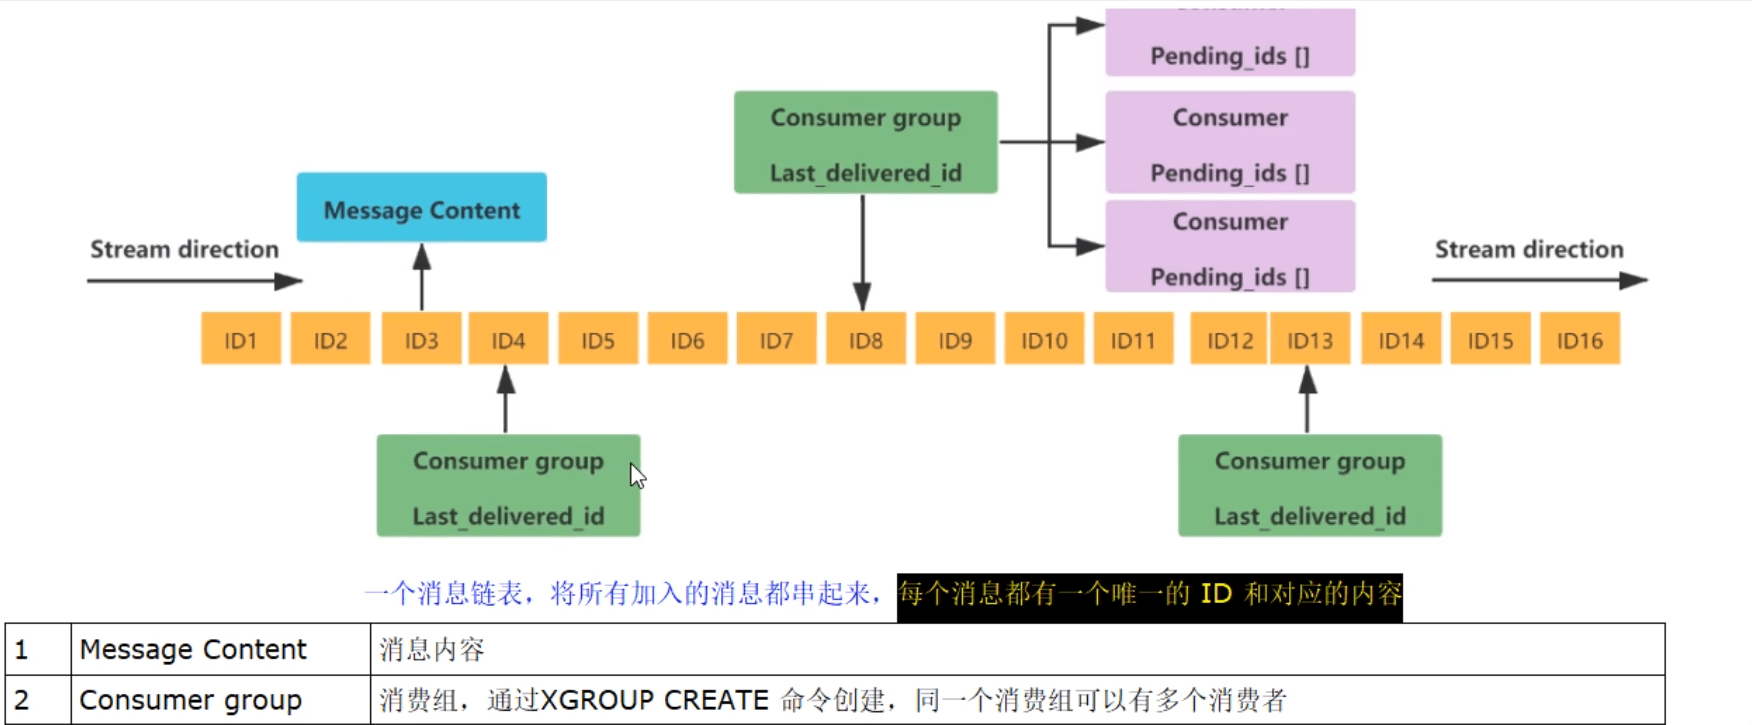 Pending_ids []
Consumer group
Last_delivered_id
Consumer
Pending_ids []
Message Content
Consumer
Pending_ids []
Stream direction
Stream direction
ID1 ID2 ID3 ID4 ID5 ID6 ID7 ID8 ID9 ID10 ID11 ID12 ID13 ID14 ID15 ID16
Consumer group
Last_delivered_id
Consumer group
Last_delivered_id
一个消息链表，将所有加入的消息都串起来，每个消息都有一个唯一的 ID 和对应的内容
1 Message Content 消息内容
2 Consumer group 消费组，通过XGROUP CREATE 命令创建，同一个消费组可以有多个消费者